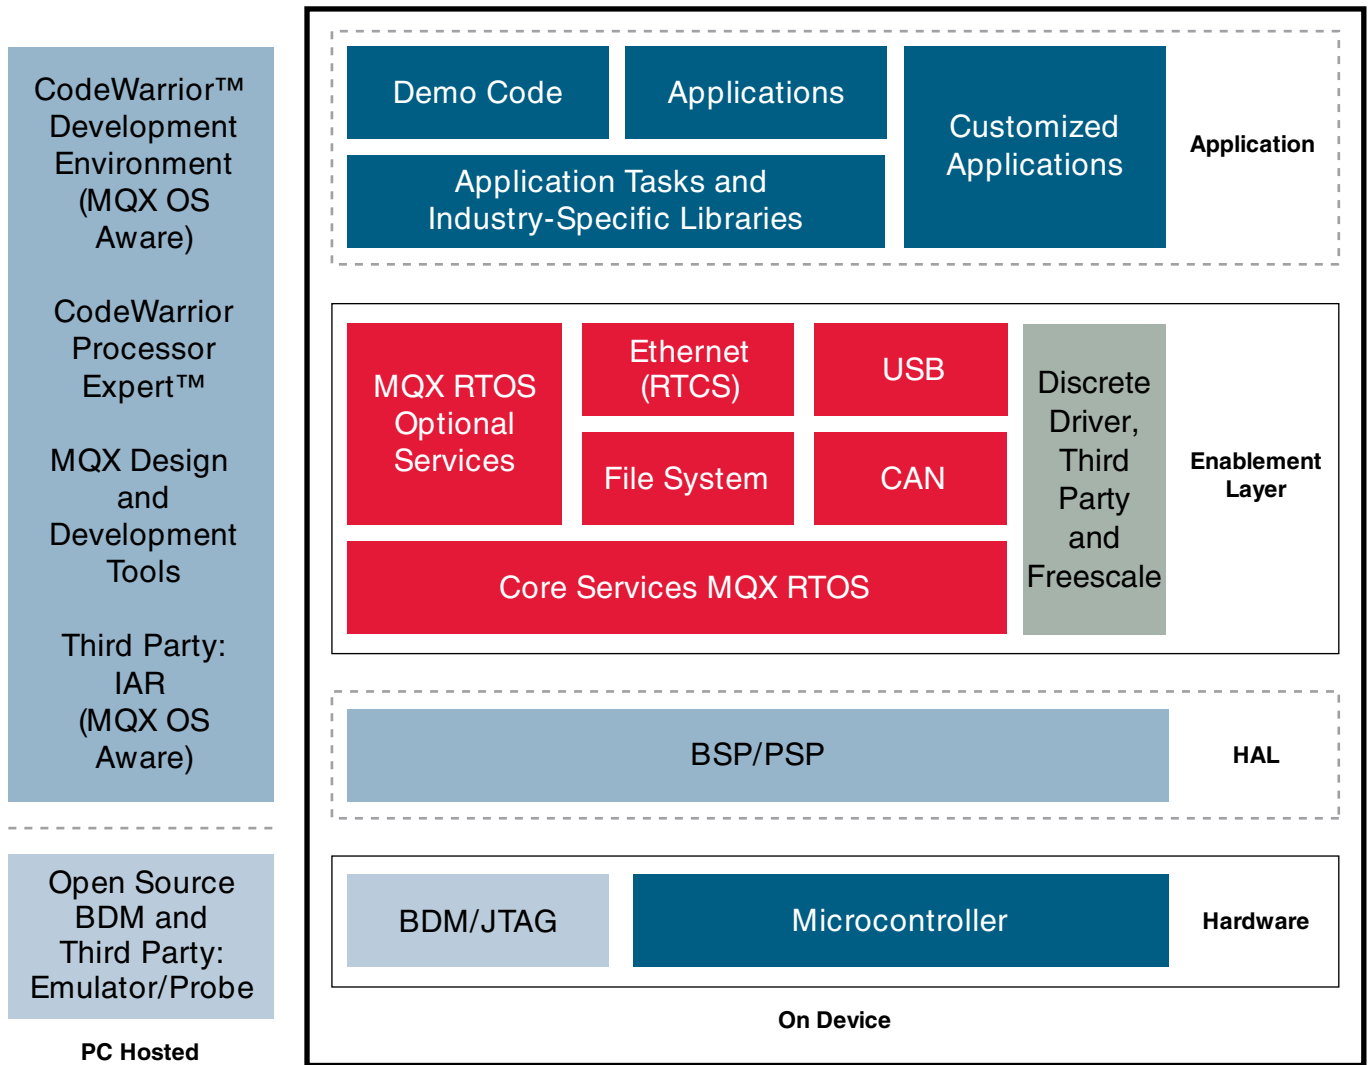 CodeWarrior™
Development
Environment
(MQX OS
Aware)
CodeWarrior
Processor
Expert™
MQX Design
and
Development
Tools
Third Party:
IAR
(MQX OS
Aware)
Open Source
BDM and
Third Party:
Emulator/Probe
PC Hosted
Demo Code
Applications
Customized
Applications
Application Tasks and
Industry-Specific Libraries
Application
MQX RTOS
Optional
Services
Ethernet
(RTCS)
USB
File System
CAN
Core Services MQX RTOS
Discrete
Driver,
Third
Party
and
Freescale
Enablement
Layer
BSP/PSP
HAL
BDM/JTAG
Microcontroller
Hardware
On Device